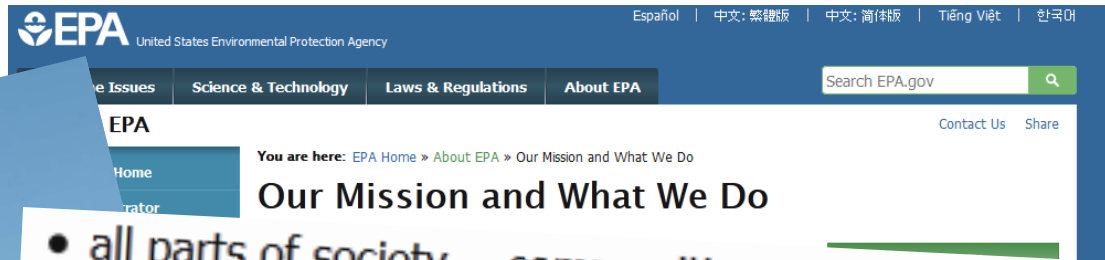 Español | 中文: 繁體版 | 中文: 简体版 | Tiếng Việt | 한국어
EPA United States Environmental Protection Agency
e Issues Science & Technology Laws & Regulations About EPA Search EPA.gov
EPA Contact Us Share
You are here: EPA Home » About EPA » Our Mission and What We Do
Home
Our Mission and What We Do
rator
• all parts of society